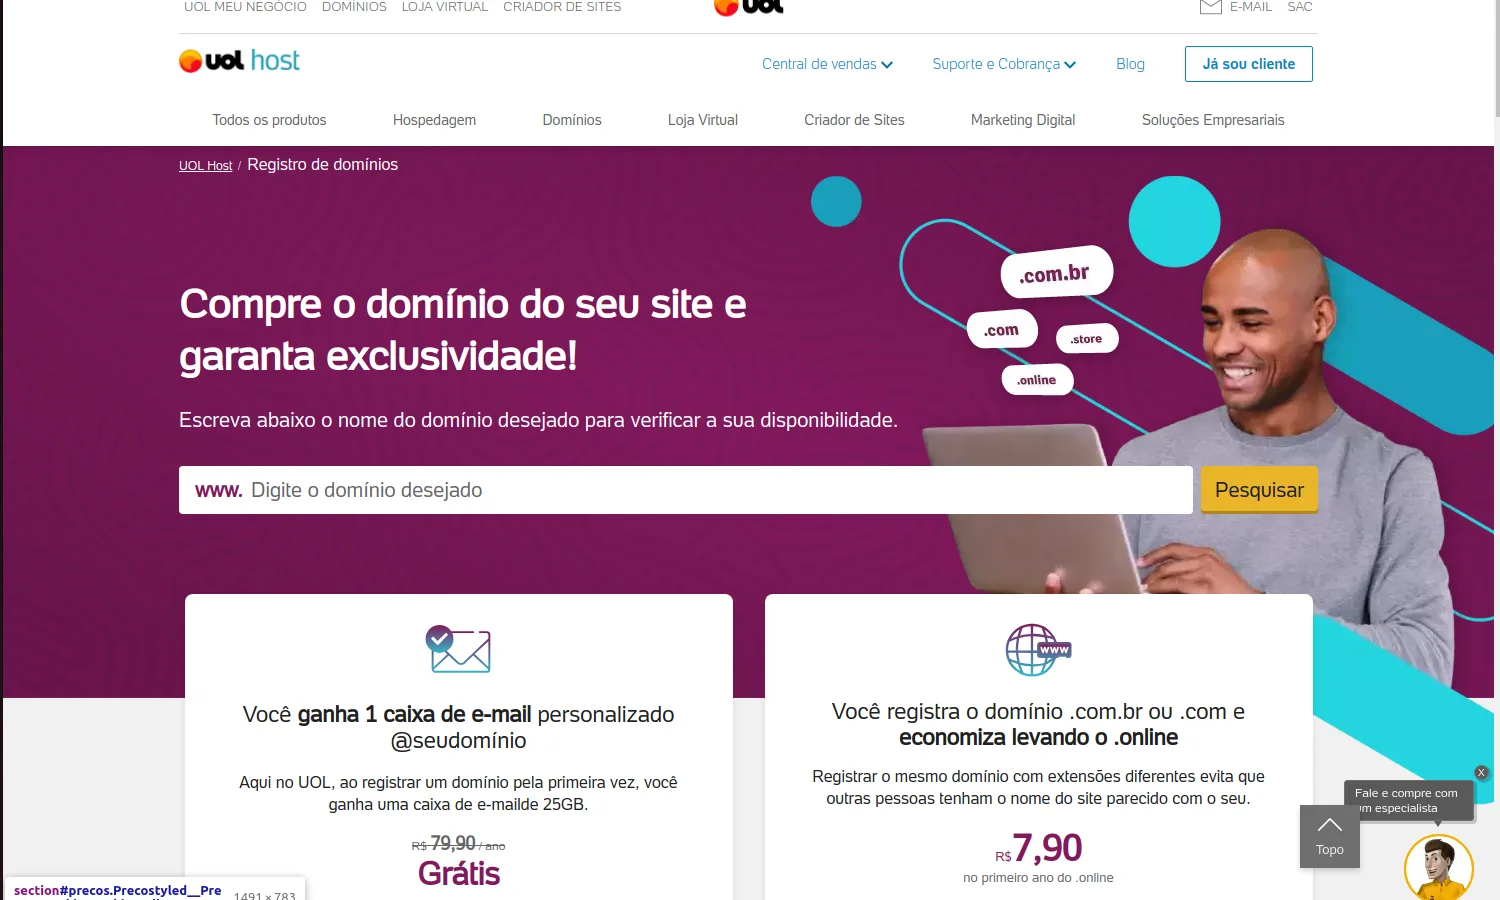 UOL MEU NEGÓCIO DOMÍNIOS LOJA VIRTUAL CRIADOR DE SITES
uol
E-MAIL SAC
uol host
Central de vendas Suporte e Cobrança Blog Já sou cliente
Todos os produtos Hospedagem Domínios Loja Virtual Criador de Sites Marketing Digital Soluções Empresariais
UOL Host / Registro de domínios
.com.br
.com
.store
.online
Compre o domínio do seu site e
garanta exclusividade!
Escreva abaixo o nome do domínio desejado para verificar a sua disponibilidade.
www. Digite o domínio desejado
Pesquisar
Você ganha 1 caixa de e-mail personalizado
@seudomínio
Aqui no UOL, ao registrar um domínio pela primeira vez, você
ganha uma caixa de e-mailde 25GB.
R$ 79,90 / ano
Grátis
www
Você registra o domínio .com.br ou .com e
economiza levando o .online
Registrar o mesmo domínio com extensões diferentes evita que
outras pessoas tenham o nome do site parecido com o seu.
R$ 7,90
no primeiro ano do .online
X
Fale e compre com
um especialista
Topo
section#precos.Precostyled__Pre
1491 × 783